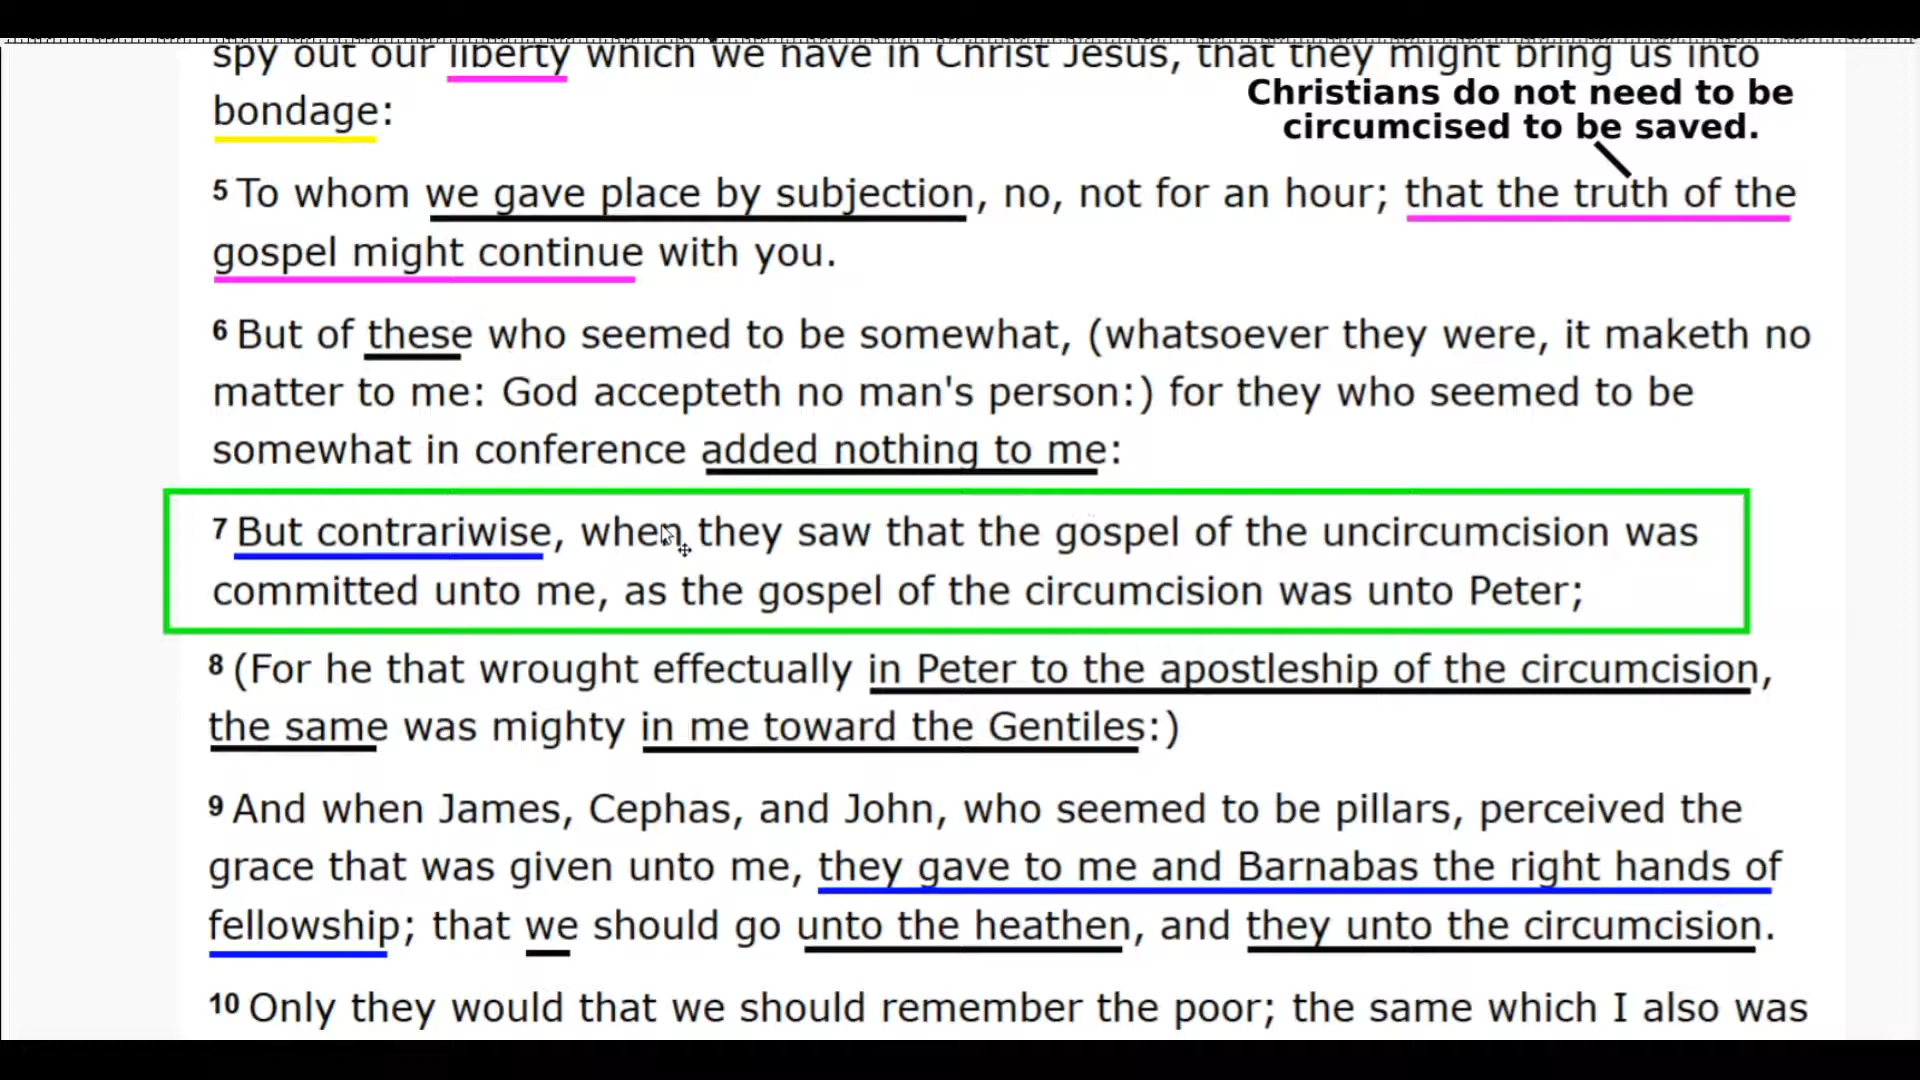 spy out our liberty which we have in Christ Jesus, that they might bring us into
bondage:
Christians do not need to be
circumcised to be saved.
5 To whom we gave place by subjection, no, not for an hour; that the truth of the
gospel might continue with you.
6 But of these who seemed to be somewhat, (whatsoever they were, it maketh no
matter to me: God accepteth no man's person:) for they who seemed to be
somewhat in conference added nothing to me:
7 But contrariwise, when they saw that the gospel of the uncircumcision was
committed unto me, as the gospel of the circumcision was unto Peter;
8 (For he that wrought effectually in Peter to the apostleship of the circumcision,
the same was mighty in me toward the Gentiles:)
9 And when James, Cephas, and John, who seemed to be pillars, perceived the
grace that was given unto me, they gave to me and Barnabas the right hands of
fellowship; that we should go unto the heathen, and they unto the circumcision.
10 Only they would that we should remember the poor; the same which I also was